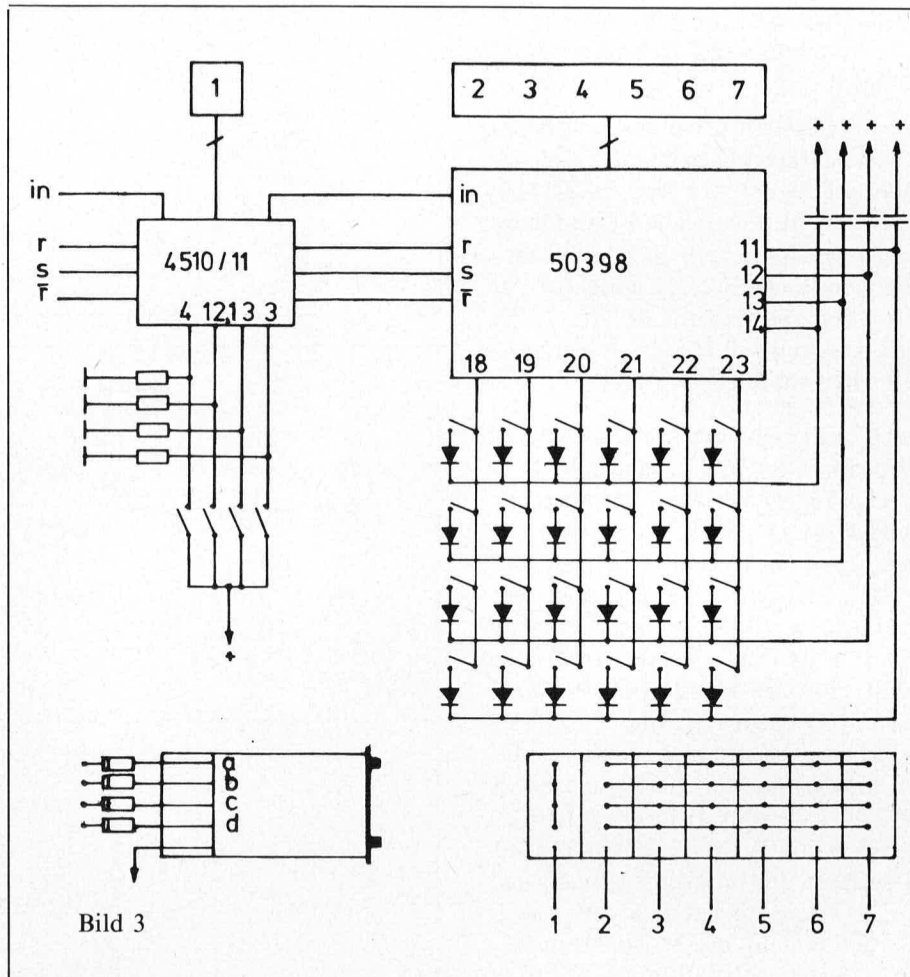 1
2 3 4 5 6 7
in
in
r
s
r̅
4510/11
4 12 13 3
r
s
r̅
50398
11
12
13
14
18 19 20 21 22 23
+ + + +
+
a
b
c
d
1 2 3 4 5 6 7
Bild 3